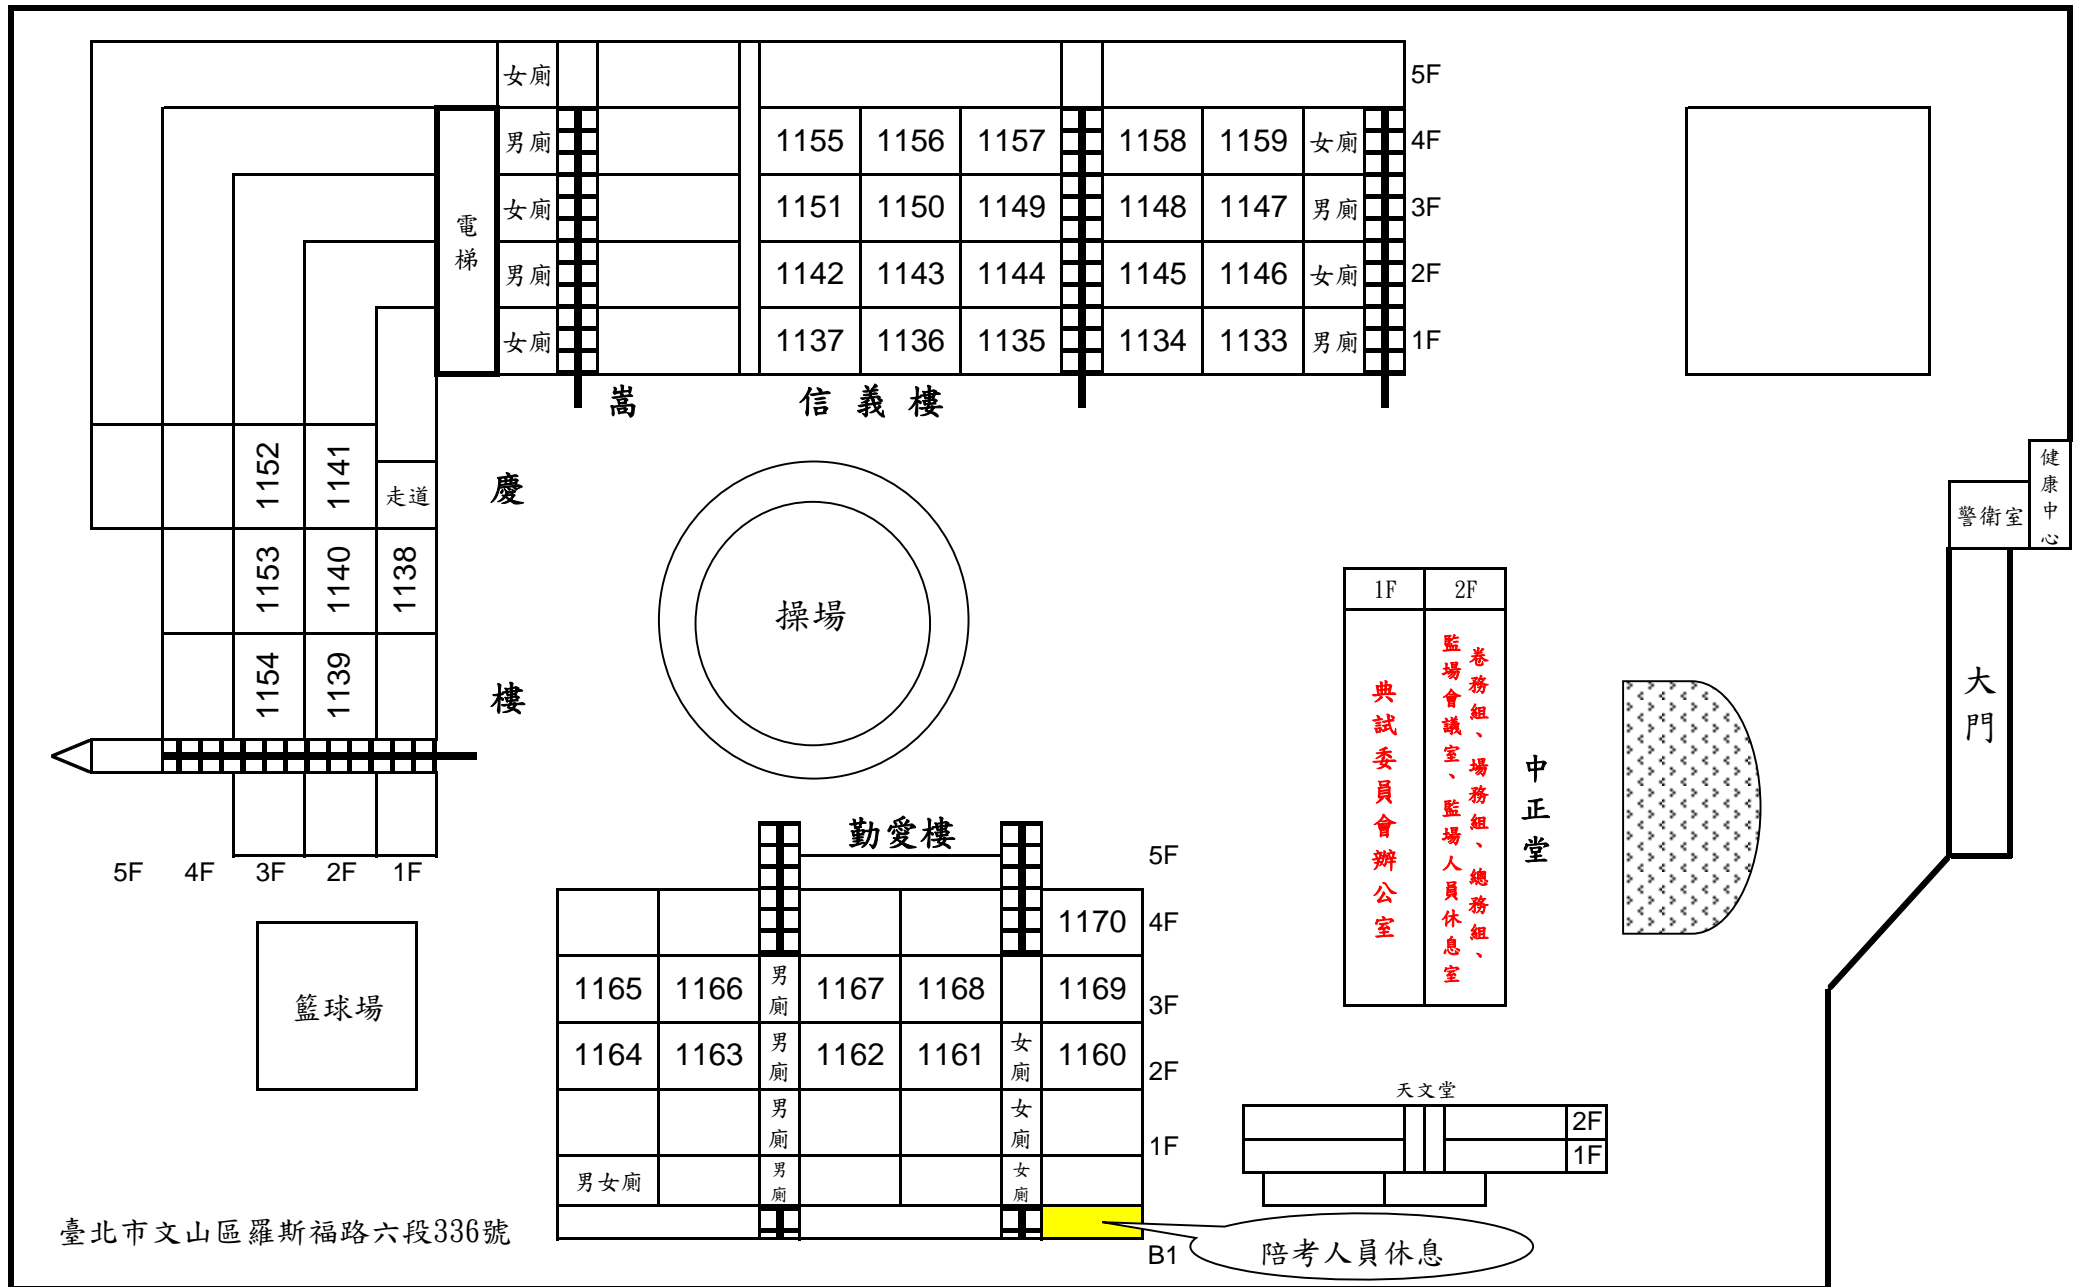 女廁 5F
男廁 1155 1156 1157 1158 1159 女廁 4F
女廁 1151 1150 1149 1148 1147 男廁 3F
男廁 1142 1143 1144 1145 1146 女廁 2F
女廁 1137 1136 1135 1134 1133 男廁 1F
電梯
信義樓
嵩慶樓
1152 1141 走道
1153 1140 1138
1154 1139
5F 4F 3F 2F 1F
操場
籃球場
健康中心
警衛室
大門
1F 2F
典試委員會辦公室
卷務組、場務組、總務組、
監場會議室、監場人員休息室
中正堂
勤愛樓
5F
1170 4F
1165 1166 男廁 1167 1168 1169 3F
1164 1163 男廁 1162 1161 女廁 1160 2F
男廁 女廁 1F
男女廁 男廁 女廁
B1
陪考人員休息
天文堂
2F
1F
臺北市文山區羅斯福路六段336號